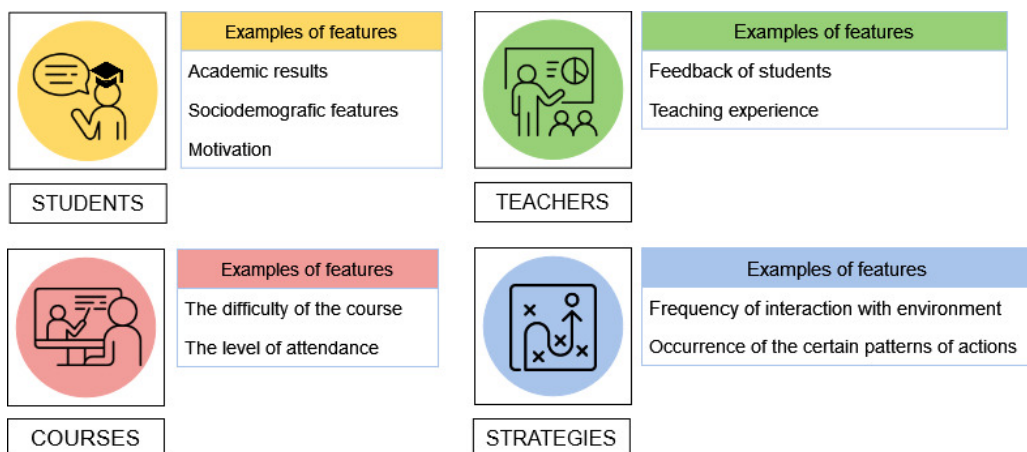 Examples of features
Academic results
Sociodemografic features
Motivation
STUDENTS
Examples of features
Feedback of students
Teaching experience
TEACHERS
Examples of features
The difficulty of the course
The level of attendance
COURSES
Examples of features
Frequency of interaction with environment
Occurrence of the certain patterns of actions
STRATEGIES